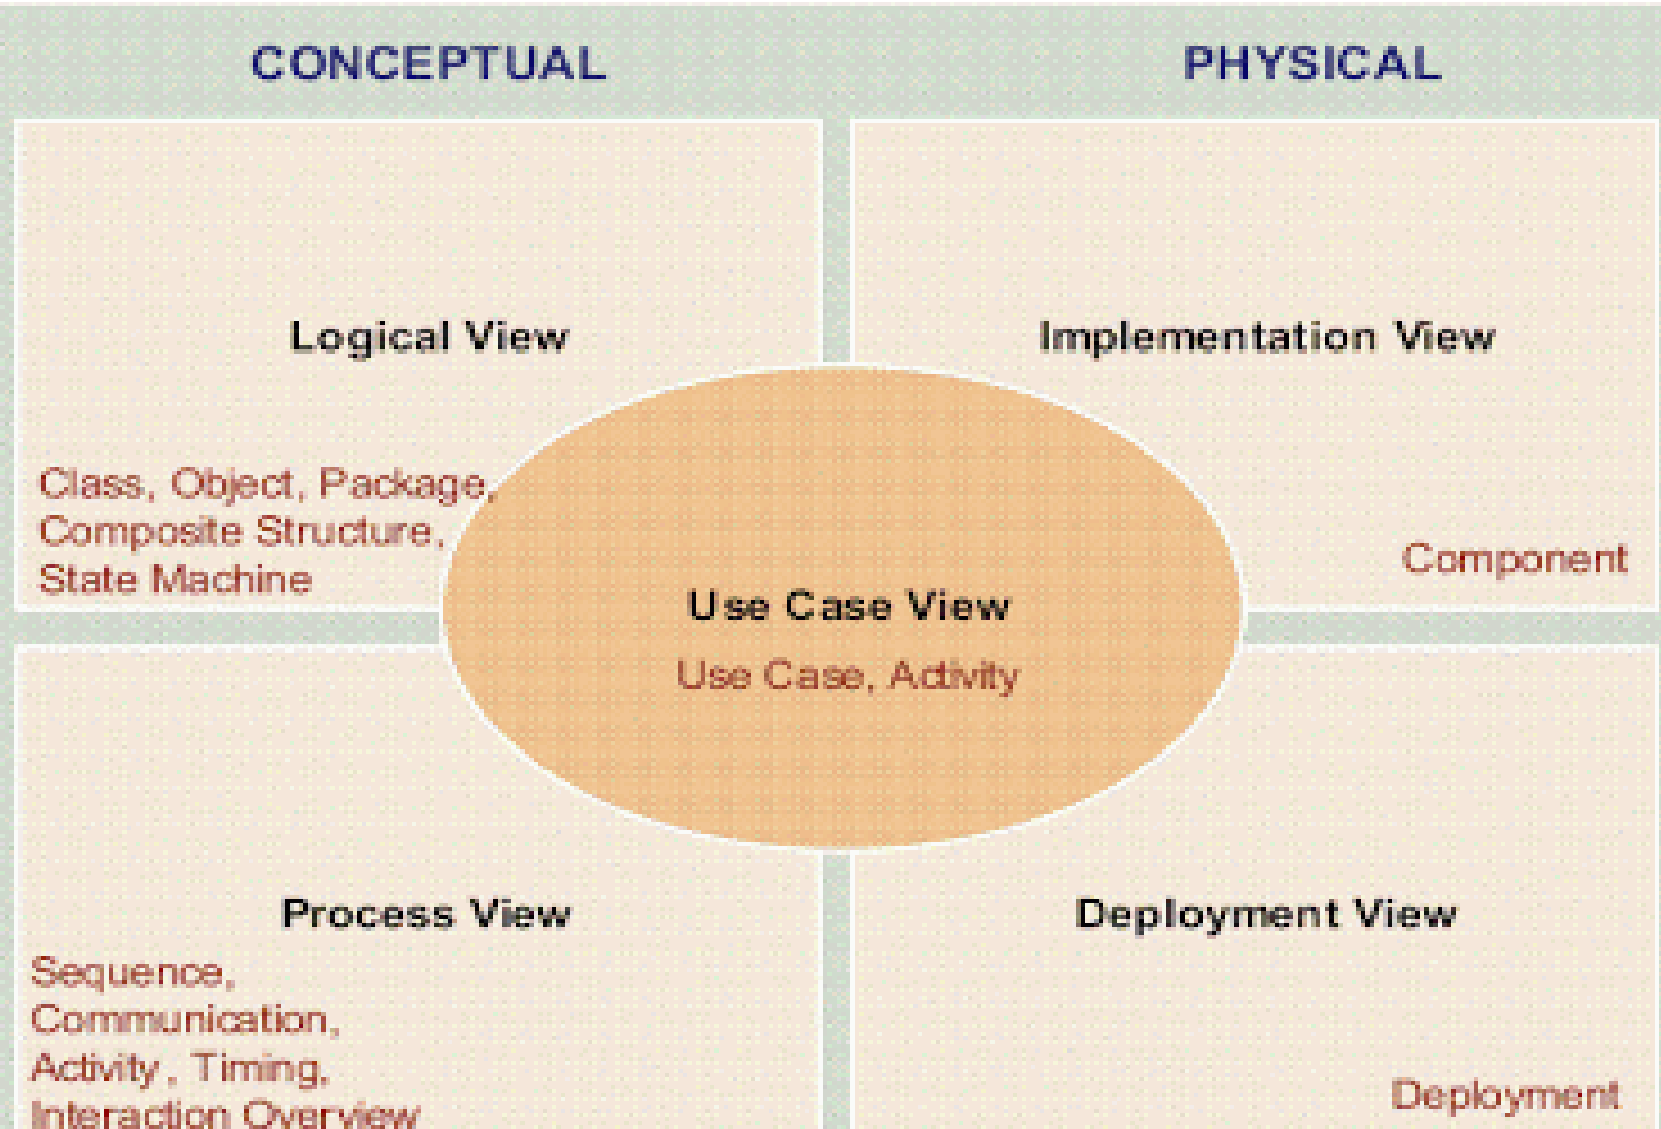 CONCEPTUAL
PHYSICAL
Logical View
Class, Object, Package,
Composite Structure,
State Machine
Implementation View
Component
Use Case View
Use Case, Activity
Process View
Sequence,
Communication,
Activity, Timing,
Interaction Overview
Deployment View
Deployment